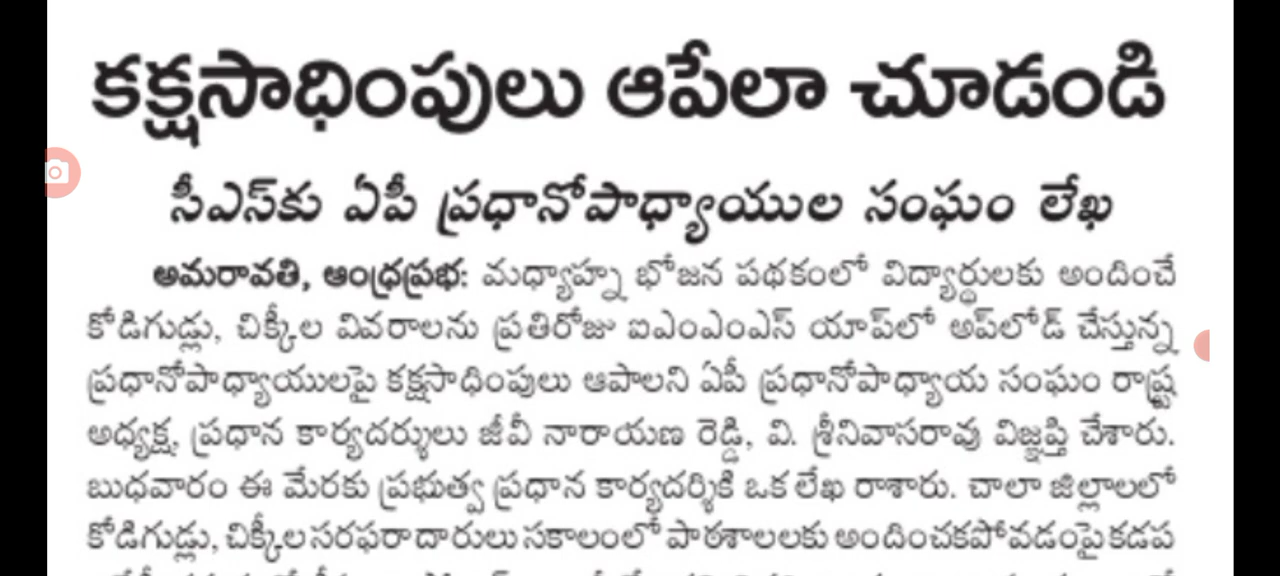 కక్షసాధింపులు ఆపేలా చూడండి
సీఎస్‌కు ఏపీ ప్రధానోపాధ్యాయుల సంఘం లేఖ
అమరావతి, ఆంధ్రప్రభ: మధ్యాహ్న భోజన పథకంలో విద్యార్థులకు అందించే
కోడిగుడ్లు, చిక్కీల వివరాలను ప్రతిరోజు ఐఎంఎంఎస్ యాప్‌లో అప్‌లోడ్ చేస్తున్న
ప్రధానోపాధ్యాయులపై కక్షసాధింపులు ఆపాలని ఏపీ ప్రధానోపాధ్యాయ సంఘం రాష్ట్ర
అధ్యక్ష, ప్రధాన కార్యదర్శులు జీవీ నారాయణ రెడ్డి, వి. శ్రీనివాసరావు విజ్ఞప్తి చేశారు.
బుధవారం ఈ మేరకు ప్రభుత్వ ప్రధాన కార్యదర్శికి ఒక లేఖ రాశారు. చాలా జిల్లాలలో
కోడిగుడ్లు, చిక్కీల సరఫరాదారులు సకాలంలో పాఠశాలలకు అందించకపోవడంపై కడప